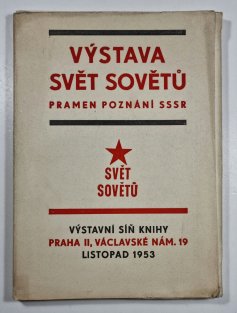 VÝSTAVA
SVĚT SOVĚTŮ
PRAMEN POZNÁNÍ SSSR
SVĚT
SOVĚTŮ
VÝSTAVNÍ SÍŇ KNIHY
PRAHA II, VÁCLAVSKÉ NÁM. 19
LISTOPAD 1953